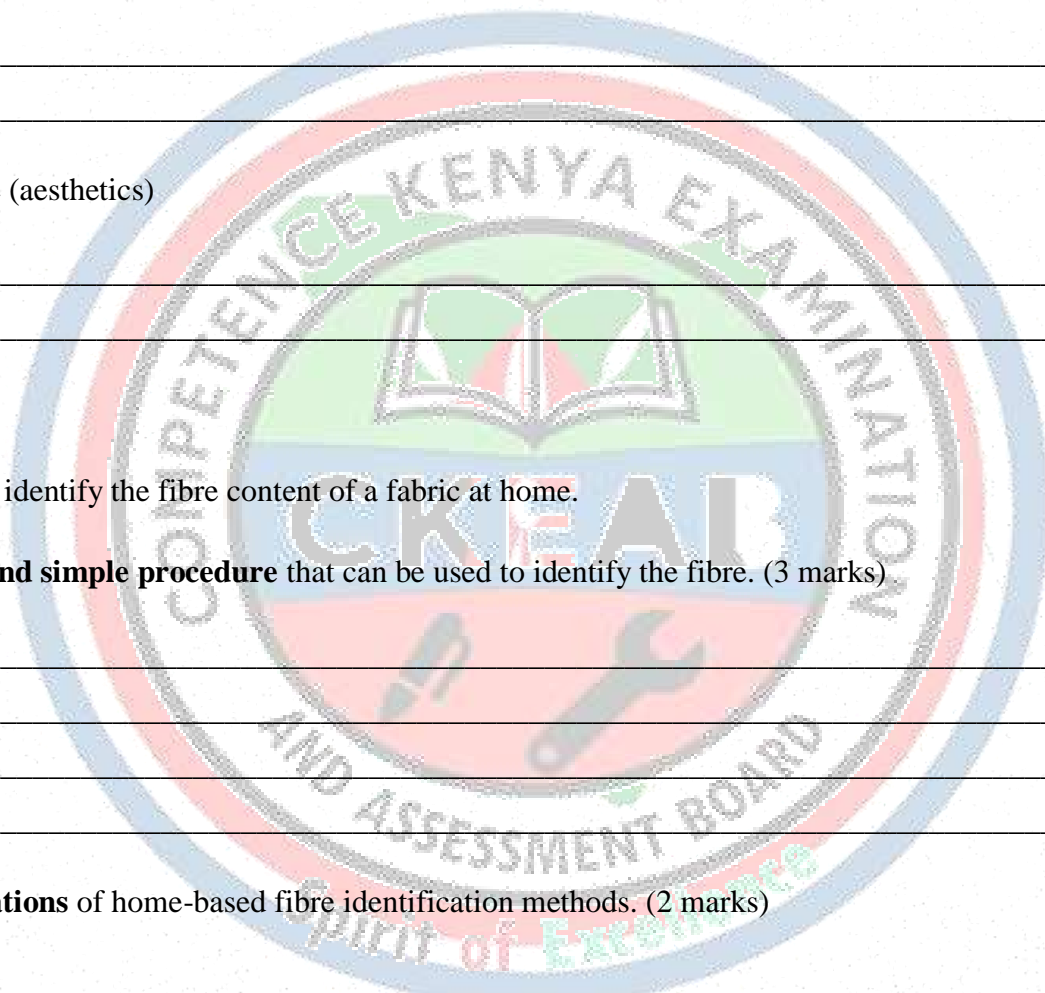 (aesthetics)
COMPETENCE KENYA EXAMINATION
identify the fibre content of a fabric at home.
CKEAB
nd simple procedure that can be used to identify the fibre. (3 marks)
AND ASSESSMENT BOARD
ations of home-based fibre identification methods. (2 marks)
Spirit of Excellence